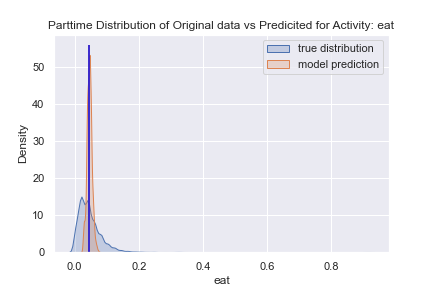 Parttime Distribution of Original data vs Predicited for Activity: eat
true distribution
model prediction
Density
50
40
30
20
10
0
0.0 0.2 0.4 0.6 0.8
eat